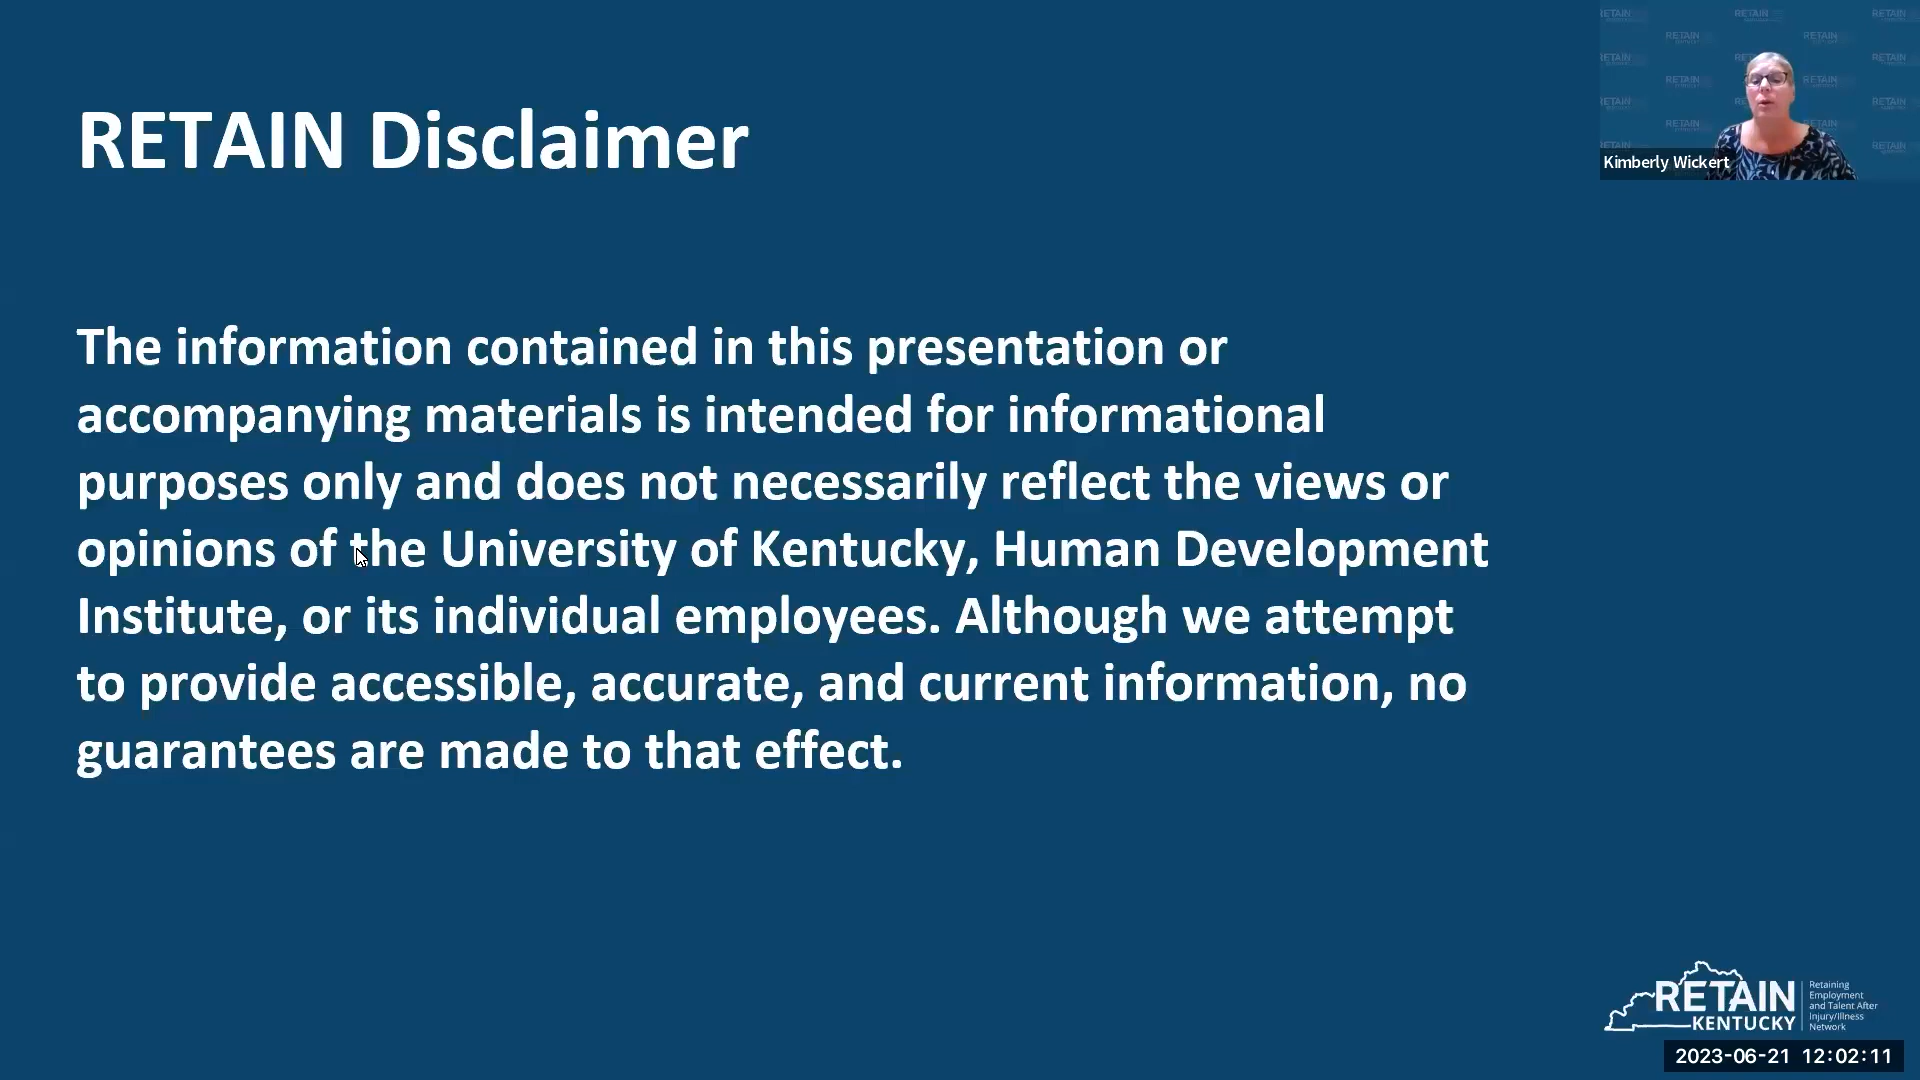 RETAIN Disclaimer
The information contained in this presentation or
accompanying materials is intended for informational
purposes only and does not necessarily reflect the views or
opinions of the University of Kentucky, Human Development
Institute, or its individual employees. Although we attempt
to provide accessible, accurate, and current information, no
guarantees are made to that effect.
Kimberly Wickert
RETAIN
KENTUCKY
Retaining
Employment
and Talent After
Injury/Illness
Network
2023-06-21 12:02:11